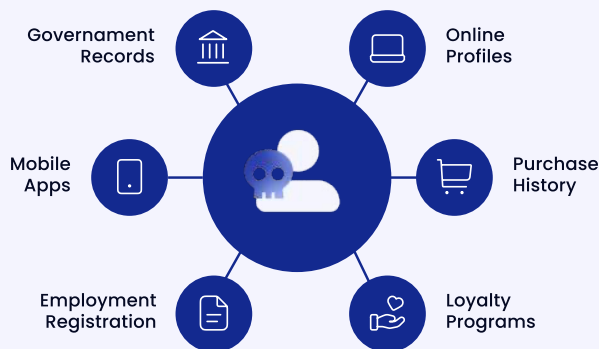 Governament
Records
Online
Profiles
Mobile
Apps
Purchase
History
Employment
Registration
Loyalty
Programs